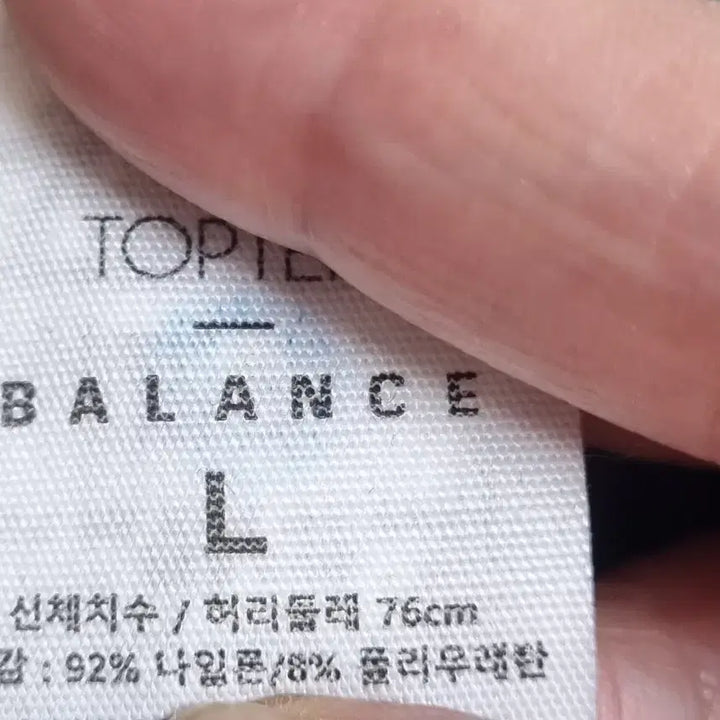 TOPTE
BALANCE
L
신체치수 / 허리둘레 76cm
감 : 92% 나일론/8% 폴리우레탄